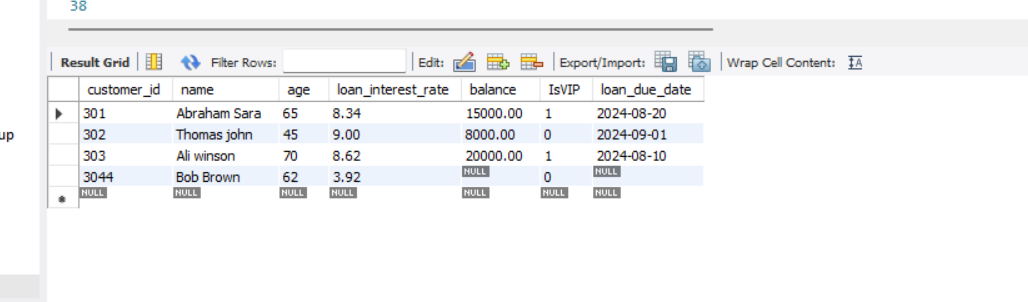 38
Result Grid Filter Rows: Edit: Export/Import: Wrap Cell Content: IA
customer_id name age loan_interest_rate balance IsVIP loan_due_date
301 Abraham Sara 65 8.34 15000.00 1 2024-08-20
up 302 Thomas john 45 9.00 8000.00 0 2024-09-01
303 Ali winson 70 8.62 20000.00 1 2024-08-10
3044 Bob Brown 62 3.92 NULL 0 NULL
NULL NULL NULL NULL NULL NULL NULL